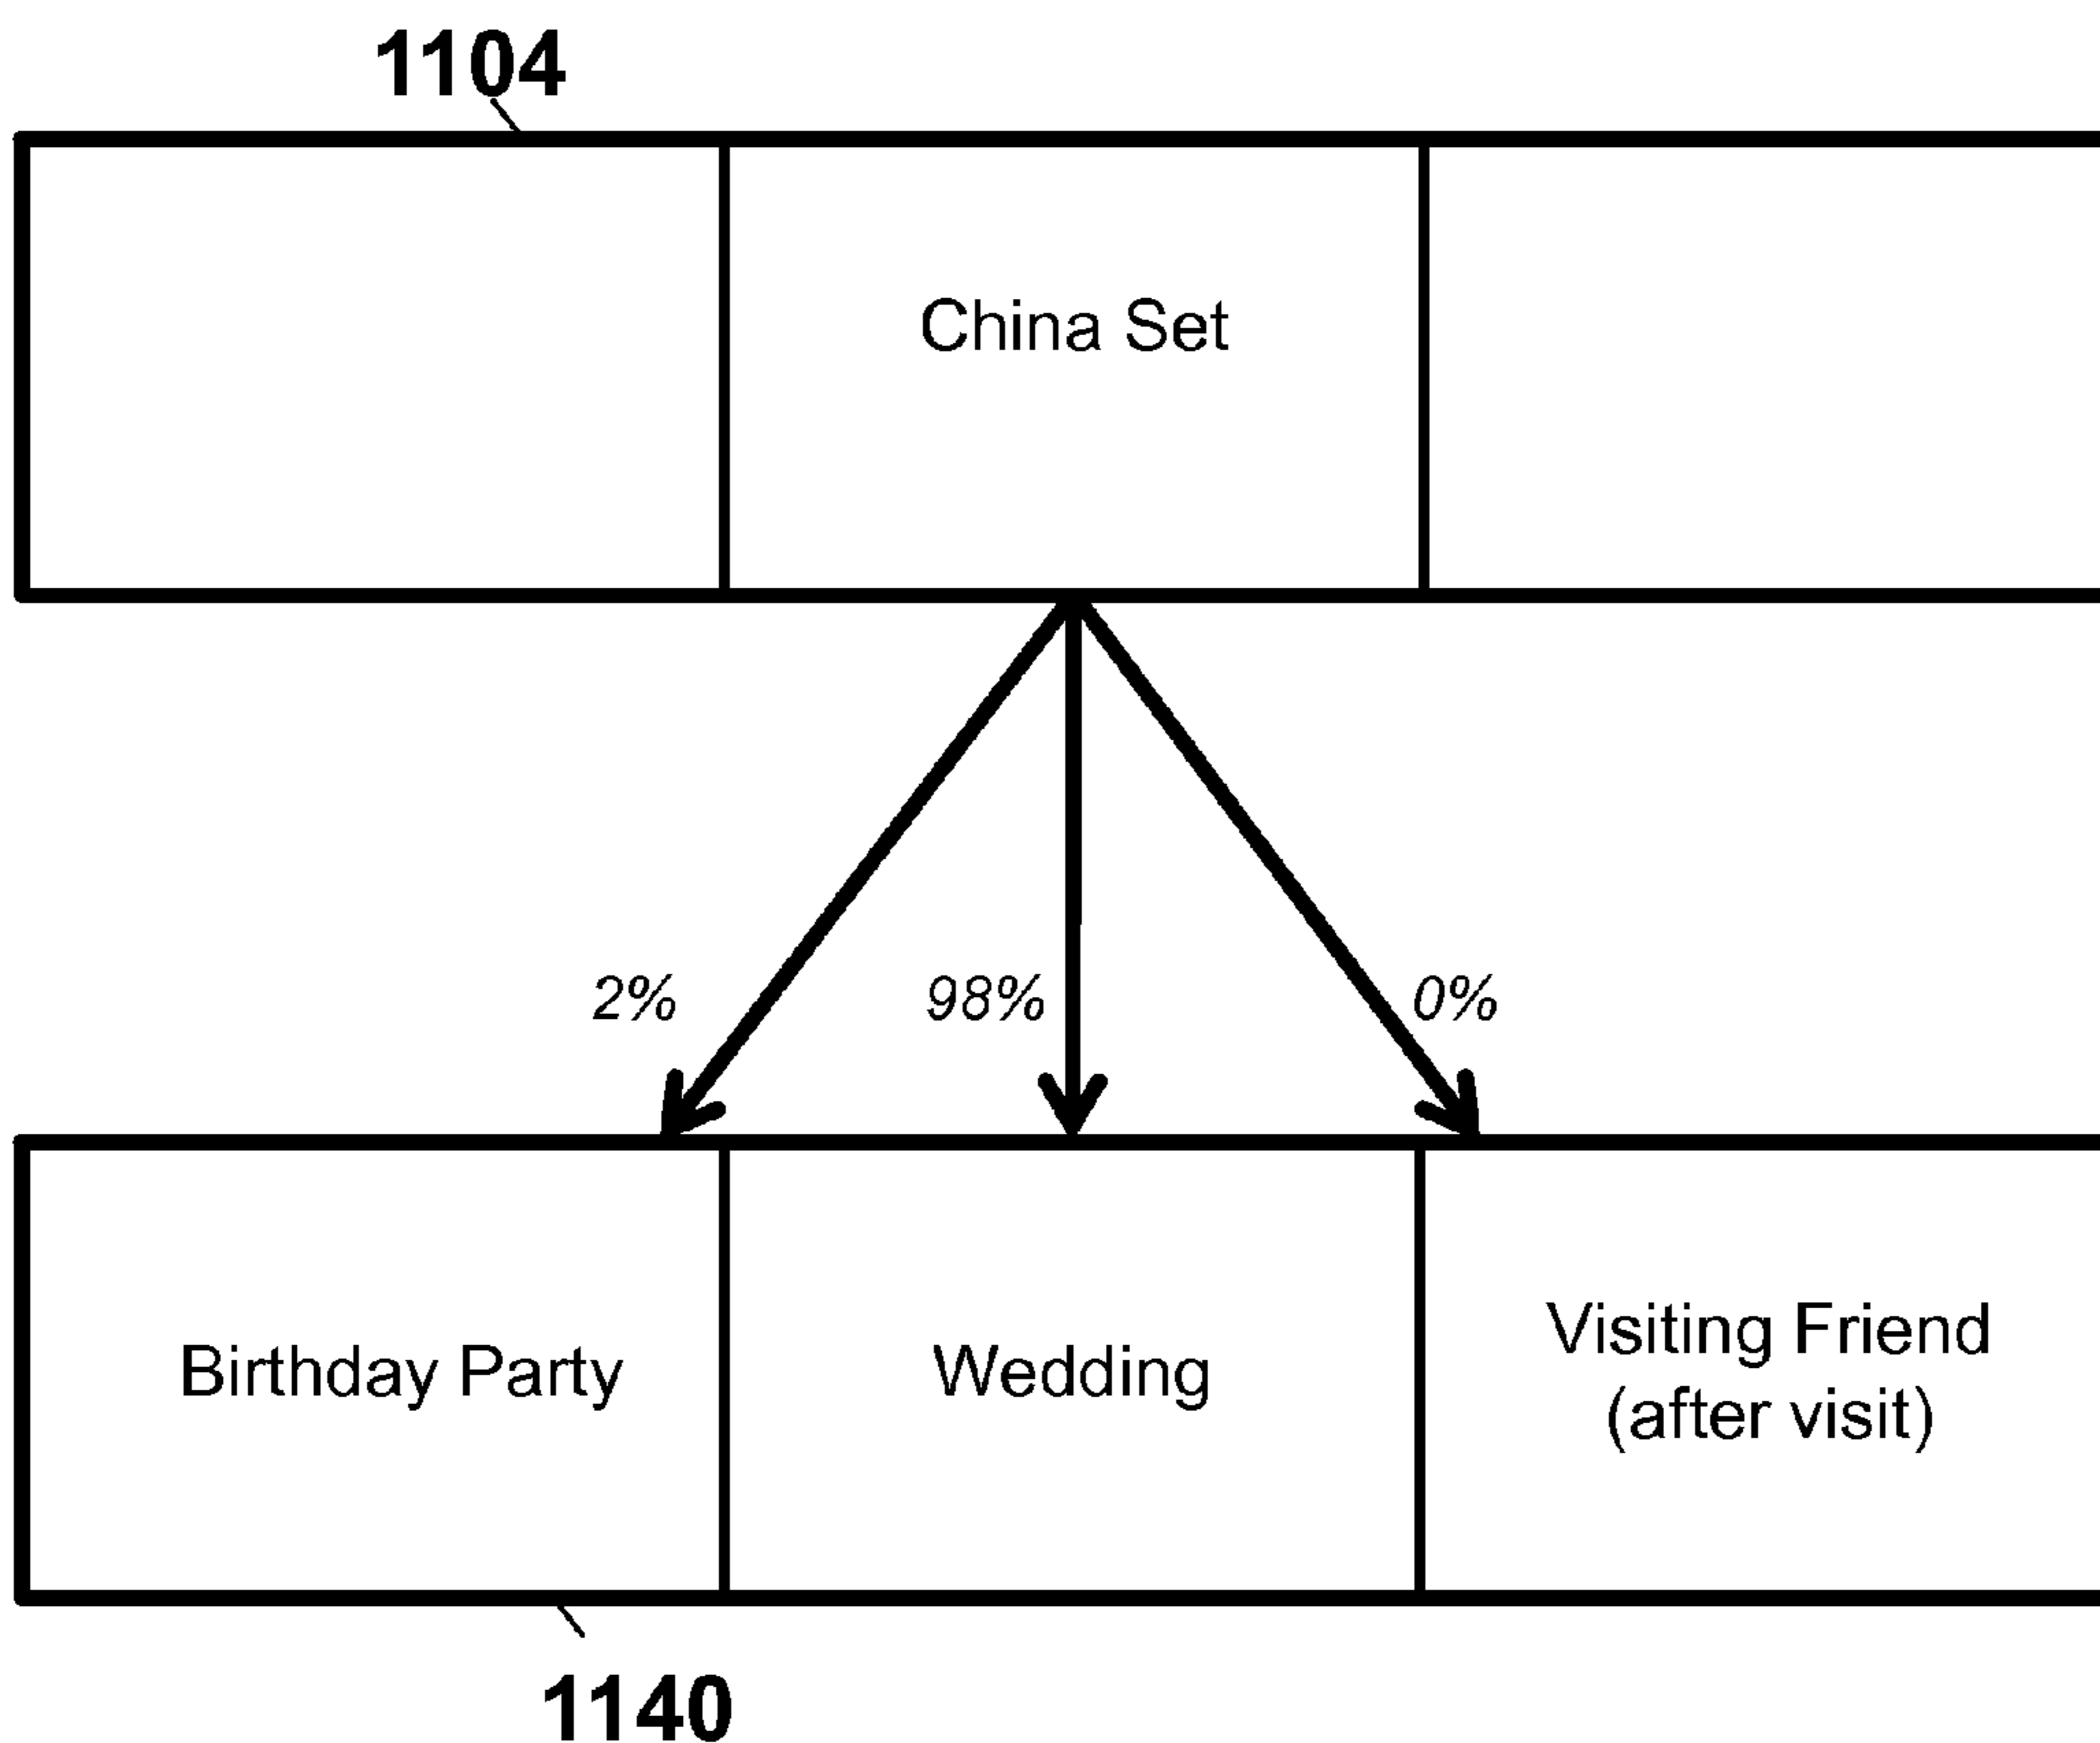 1104
China Set
2% 98% 0%
Birthday Party
Wedding
Visiting Friend
(after visit)
1140